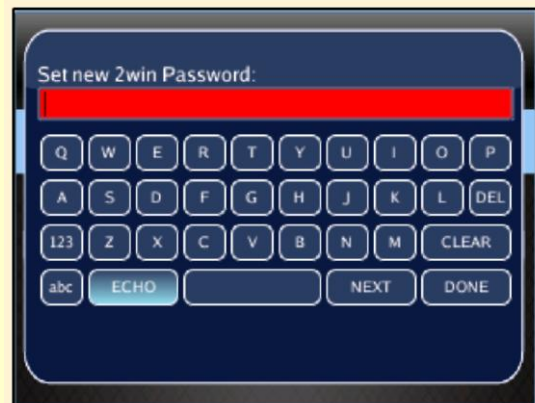 Set new 2win Password:
Q W E R T Y U I O P
A S D F G H J K L DEL
123 Z X C V B N M CLEAR
abc ECHO NEXT DONE